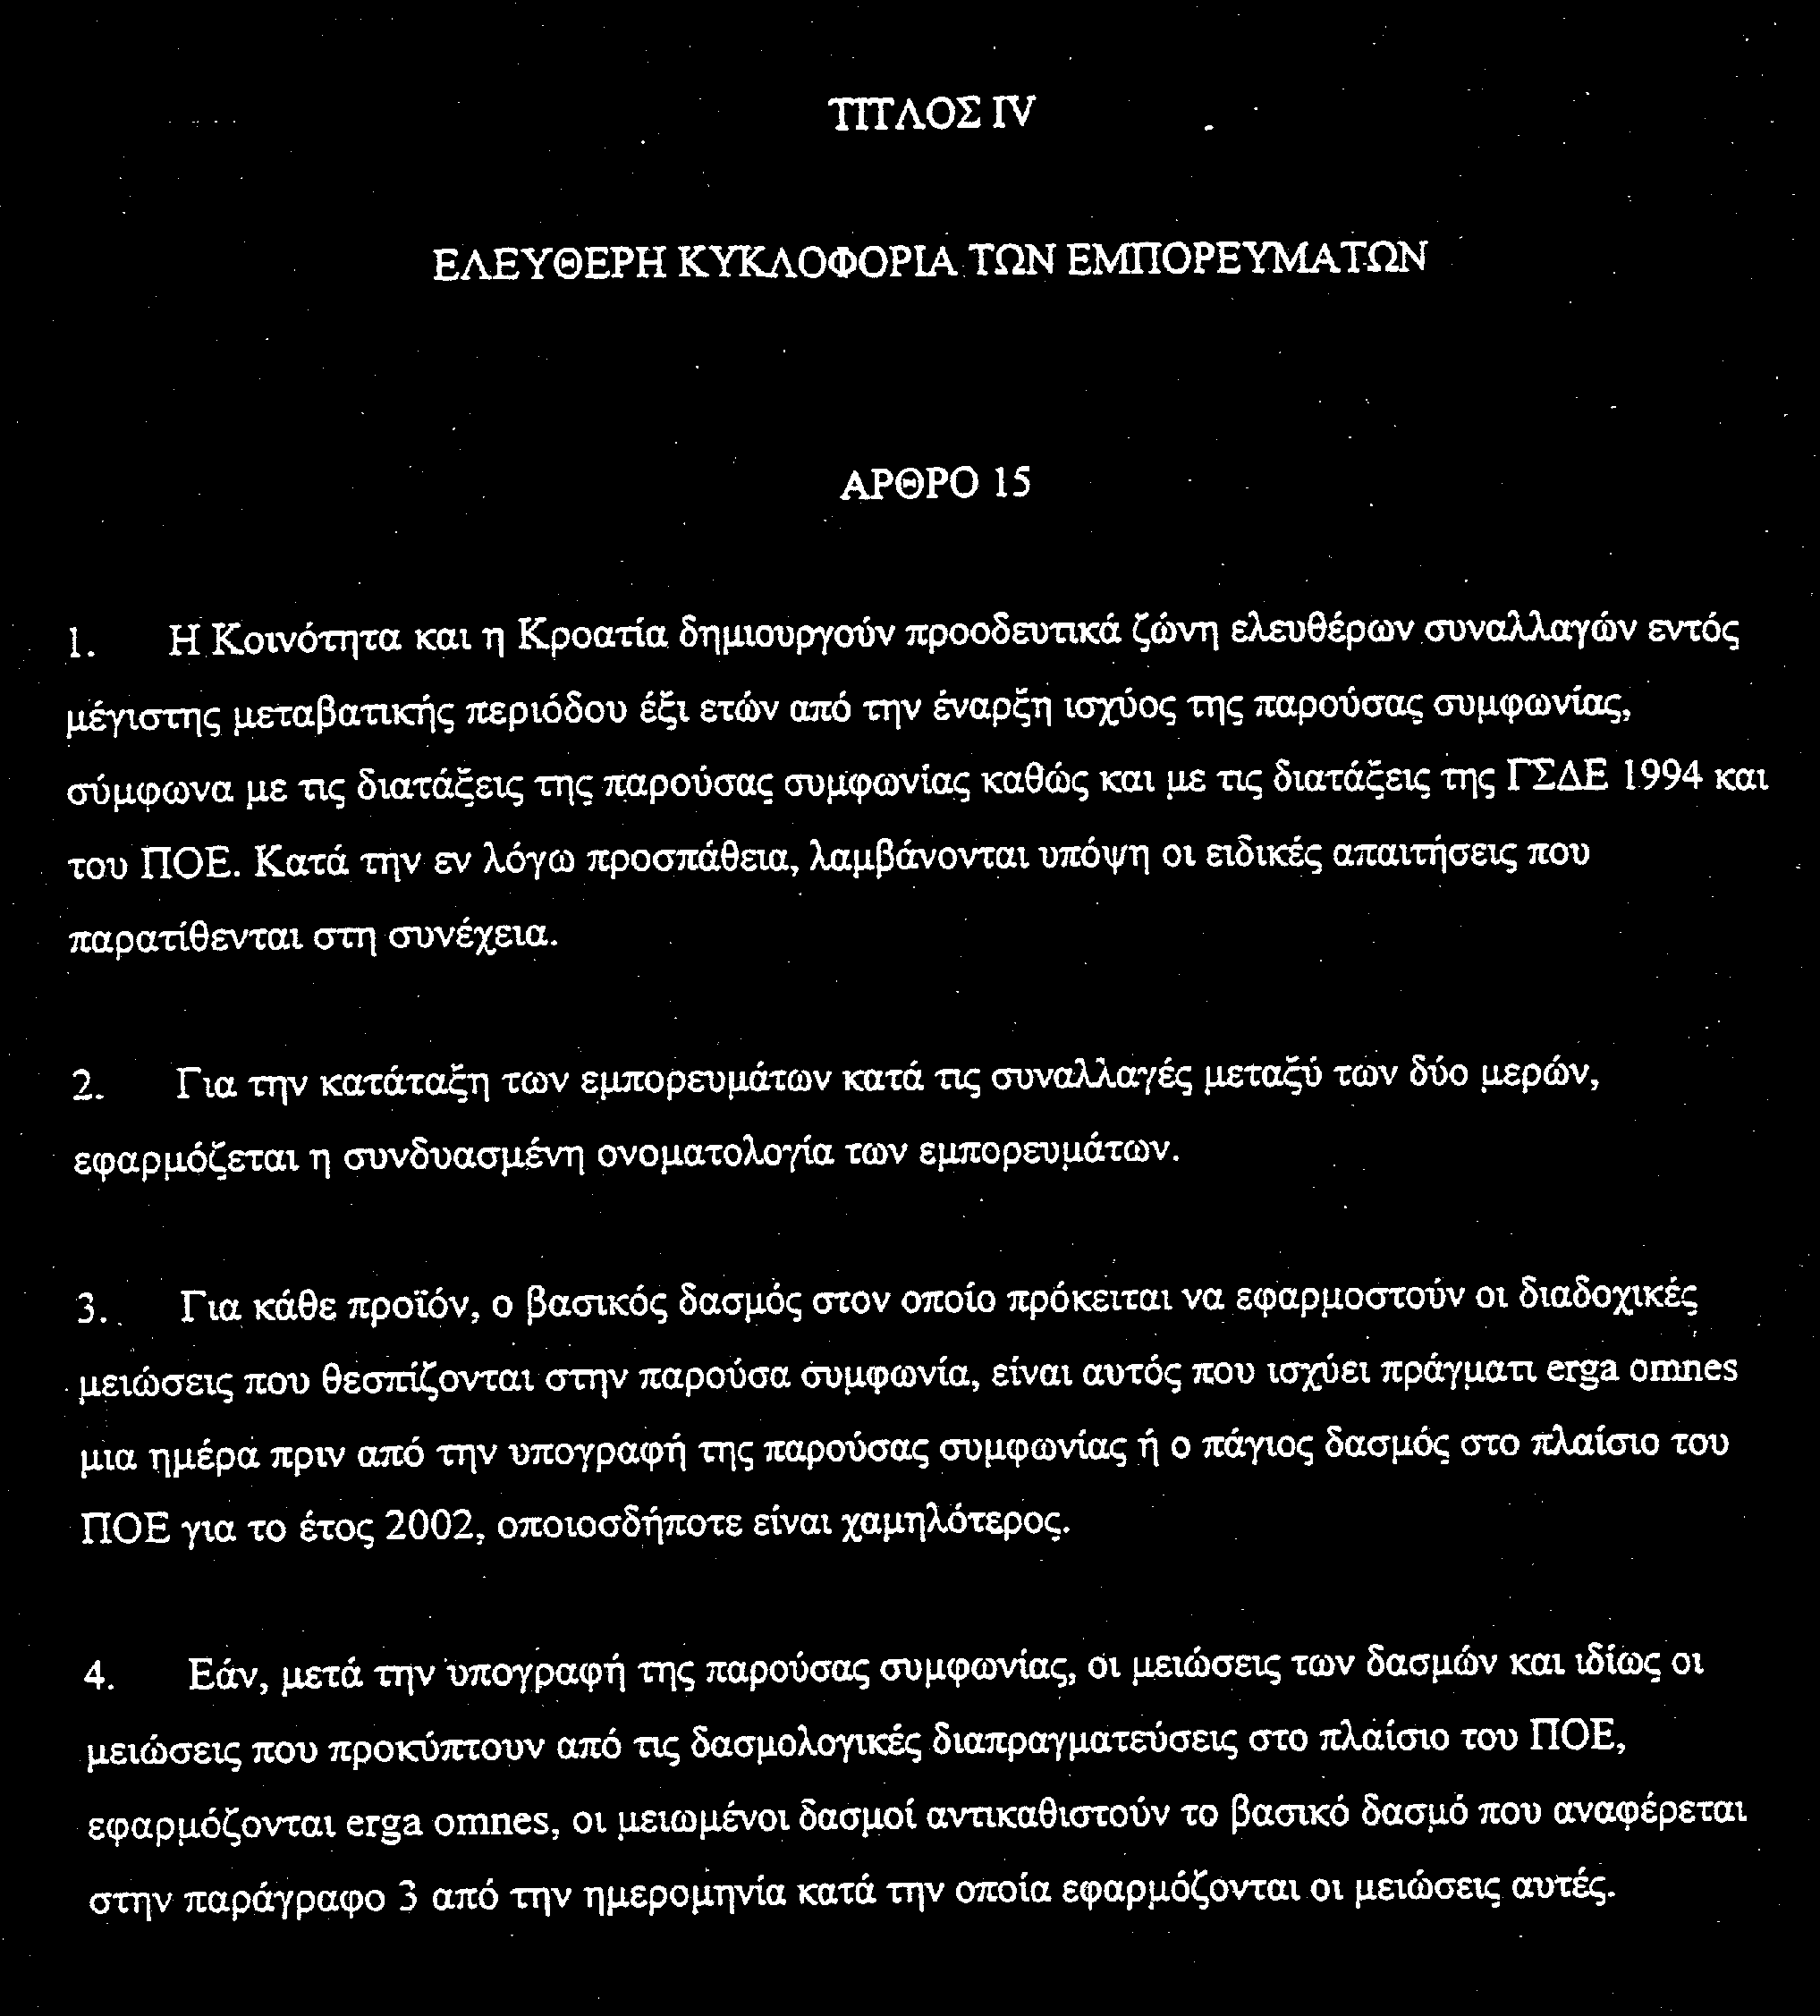 ΤΙΤΛΟΣ IV
ΕΛΕΥΘΕΡΗ ΚΥΚΛΟΦΟΡΙΑ ΤΩΝ ΕΜΠΟΡΕΥΜΑΤΩΝ
ΑΡΘΡΟ 15
1. Η Κοινότητα και η Κροατία δημιουργούν προοδευτικά ζώνη ελευθέρων συναλλαγών εντός
μέγιστης μεταβατικής περιόδου έξι ετών από την έναρξη ισχύος της παρούσας συμφωνίας,
σύμφωνα με τις διατάξεις της παρούσας συμφωνίας καθώς και με τις διατάξεις της ΓΣΔΕ 1994 και
του ΠΟΕ. Κατά την εν λόγω προσπάθεια, λαμβάνονται υπόψη οι ειδικές απαιτήσεις που
παρατίθενται στη συνέχεια.
2. Για την κατάταξη των εμπορευμάτων κατά τις συναλλαγές μεταξύ των δύο μερών,
εφαρμόζεται η συνδυασμένη ονοματολογία των εμπορευμάτων.
3. Για κάθε προϊόν, ο βασικός δασμός στον οποίο πρόκειται να εφαρμοστούν οι διαδοχικές
μειώσεις που θεσπίζονται στην παρούσα συμφωνία, είναι αυτός που ισχύει πράγματι erga omnes
μια ημέρα πριν από την υπογραφή της παρούσας συμφωνίας ή ο πάγιος δασμός στο πλαίσιο του
ΠΟΕ για το έτος 2002, οποιοσδήποτε είναι χαμηλότερος.
4. Εάν, μετά την υπογραφή της παρούσας συμφωνίας, οι μειώσεις των δασμών και ιδίως οι
μειώσεις που προκύπτουν από τις δασμολογικές διαπραγματεύσεις στο πλαίσιο του ΠΟΕ,
εφαρμόζονται erga omnes, οι μειωμένοι δασμοί αντικαθιστούν το βασικό δασμό που αναφέρεται
στην παράγραφο 3 από την ημερομηνία κατά την οποία εφαρμόζονται οι μειώσεις αυτές.